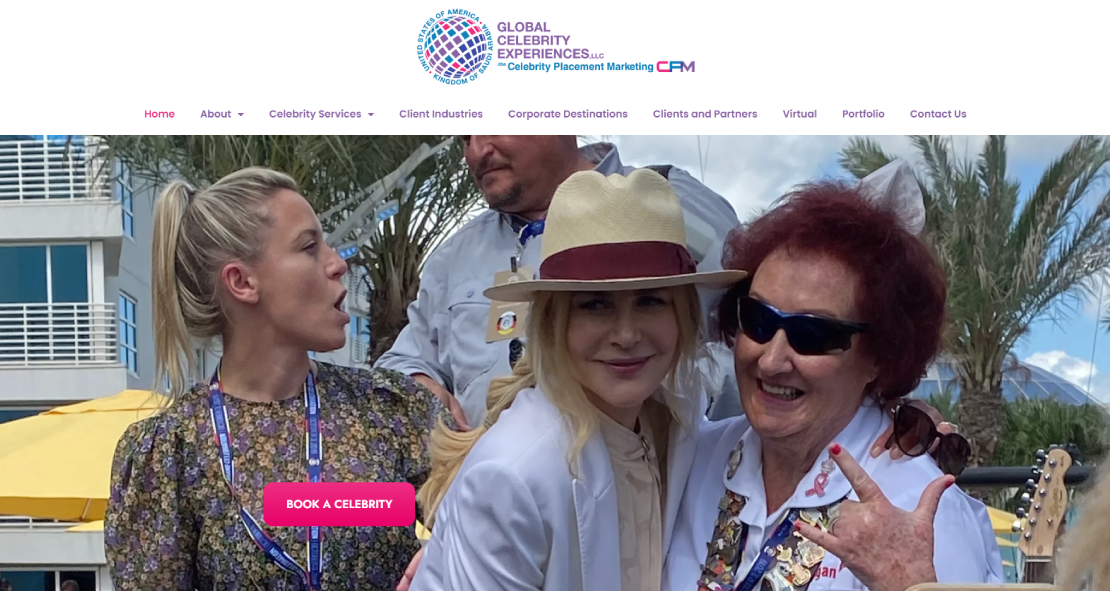 UNITED STATES OF AMERICA • KINGDOM OF SAUDI ARABIA •
GLOBAL
CELEBRITY
EXPERIENCES,LLC
Celebrity Placement Marketing CPM
Home About Celebrity Services Client Industries Corporate Destinations Clients and Partners Virtual Portfolio Contact Us
BOOK A CELEBRITY